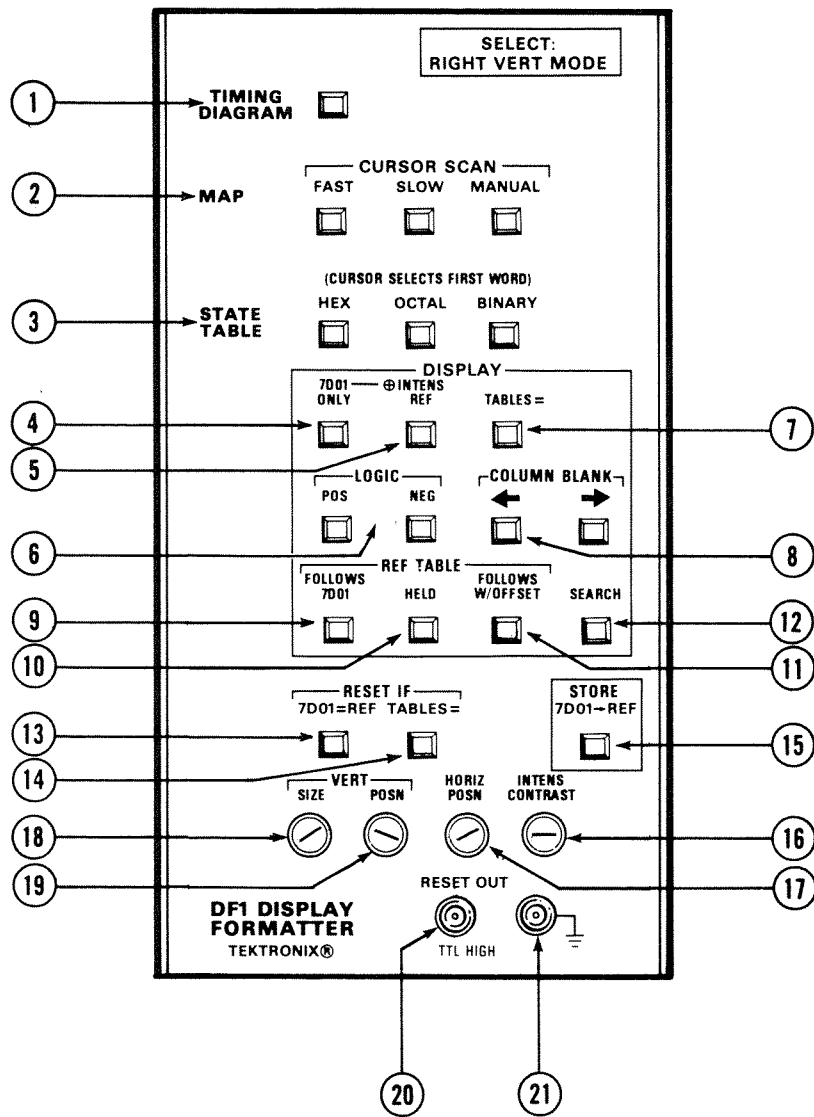 SELECT:
RIGHT VERT MODE
1
TIMING
DIAGRAM
2
MAP
CURSOR SCAN
FAST SLOW MANUAL
(CURSOR SELECTS FIRST WORD)
3
STATE
TABLE
HEX OCTAL BINARY
DISPLAY
7D01 ⊕INTENS
ONLY REF TABLES=
4
5
7
LOGIC
POS NEG
COLUMN BLANK
6
8
REF TABLE
FOLLOWS
7D01
HELD
FOLLOWS
W/OFFSET
SEARCH
9
10
11
12
RESET IF
7D01=REF TABLES=
STORE
7D01→REF
13
14
15
VERT
SIZE POSN
HORIZ
POSN
INTENS
CONTRAST
18
19
16
17
RESET OUT
DF1 DISPLAY
FORMATTER
TEKTRONIX®
TTL HIGH
20
21